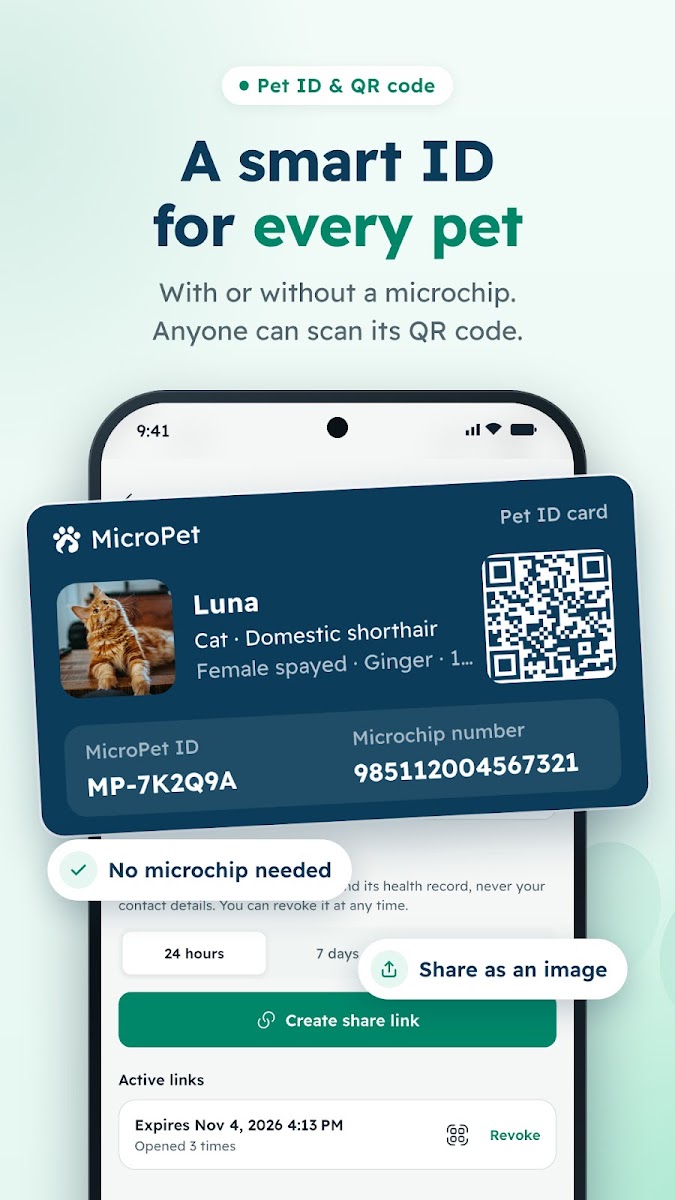 Pet ID & QR code
A smart ID
for every pet
With or without a microchip.
Anyone can scan its QR code.
9:41
MicroPet
Pet ID card
Luna
Cat · Domestic shorthair
Female spayed · Ginger · 1...
MicroPet ID
Microchip number
MP-7K2Q9A
985112004567321
No microchip needed
its health record, never your
contact details. You can revoke it at any time.
24 hours
7 days
Share as an image
Create share link
Active links
Expires Nov 4, 2026 4:13 PM
Opened 3 times
Revoke